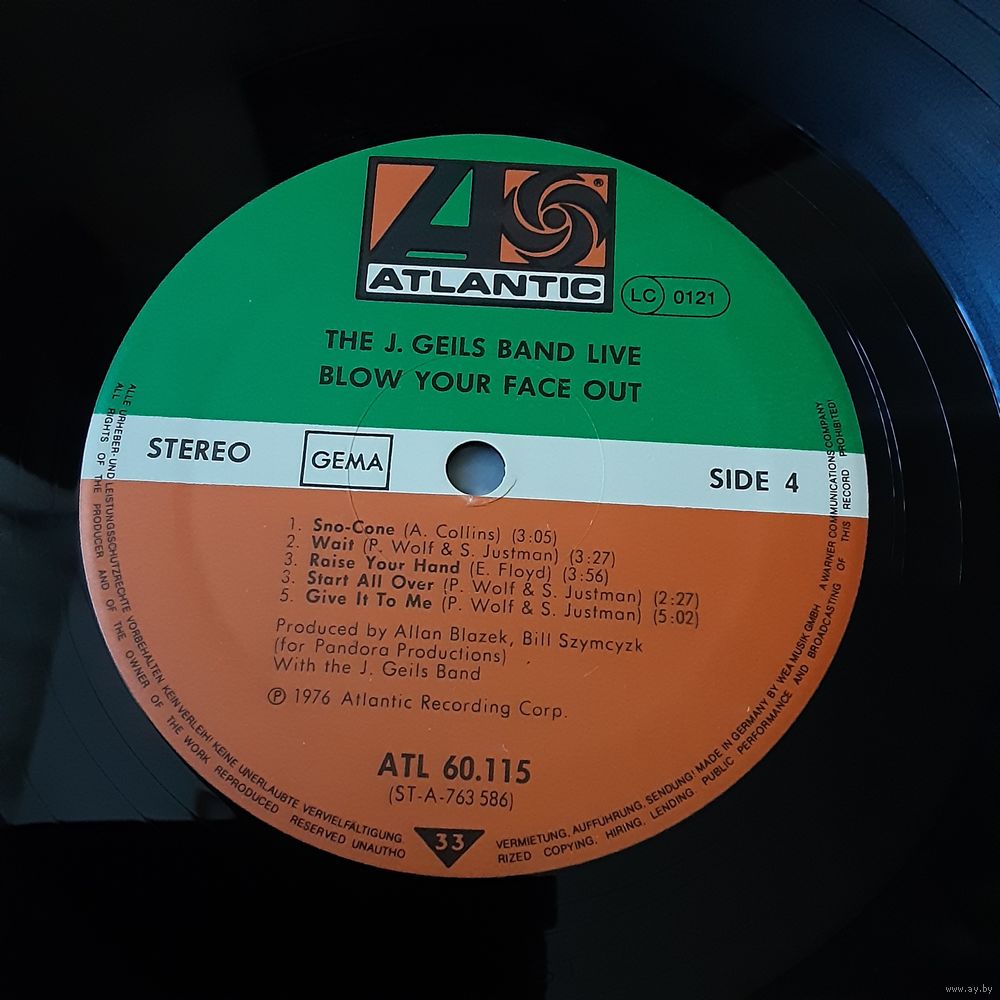 ATLANTIC ®
LC 0121
THE J. GEILS BAND LIVE
BLOW YOUR FACE OUT
STEREO
GEMA
SIDE 4
1. Sno-Cone (A. Collins) (3:05)
2. Wait (P. Wolf & S. Justman) (3:27)
3. Raise Your Hand (E. Floyd) (3:56)
3. Start All Over (P. Wolf & S. Justman) (2:27)
5. Give It To Me (P. Wolf & S. Justman) (5:02)
Produced by Allan Blazek, Bill Szymcyzk
(for Pandora Productions)
With the J. Geils Band
℗ 1976 Atlantic Recording Corp.
ATL 60.115
(ST-A-763 586)
33
ALLE URHEBER- UND LEISTUNGSSCHUTZRECHTE VORBEHALTEN KEIN VERLEIH! KEINE UNERLAUBTE VERVIELFÄLTIGUNG.
VERMIETUNG, AUFFUHRUNG, SENDUNG! MADE IN GERMANY BY WEA MUSIK GMBH A WARNER COMMUNICATIONS COMPANY
ALL RIGHTS OF THE PRODUCER AND OF THE OWNER OF THE WORK REPRODUCED RESERVED UNAUTHO
RIZED COPYING, HIRING, LENDING PUBLIC PERFORMANCE AND BROADCASTING OF THIS RECORD PROHIBITED!
www.ay.by